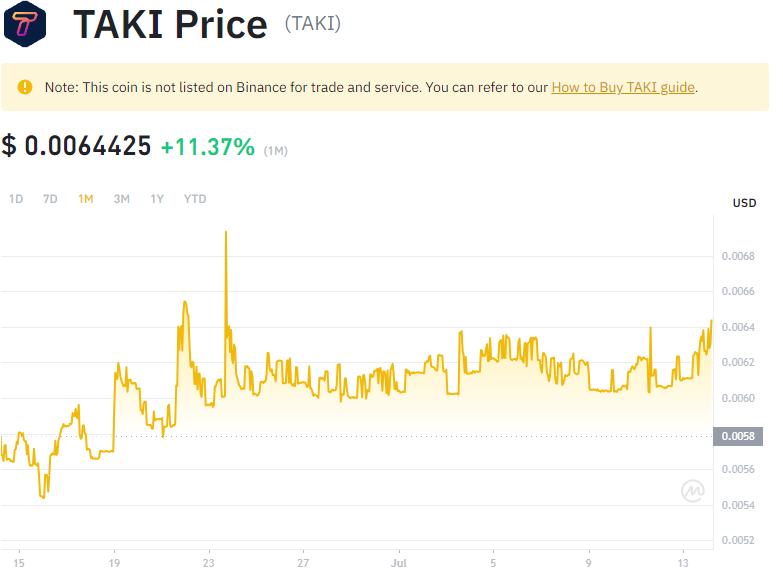 TAKI Price (TAKI)
Note: This coin is not listed on Binance for trade and service. You can refer to our How to Buy TAKI guide.
$ 0.0064425 +11.37% (1M)
1D 7D 1M 3M 1Y YTD
USD
0.0068
0.0066
0.0064
0.0062
0.0060
0.0058
0.0056
0.0054
0.0052
15 19 23 27 Jul 5 9 13